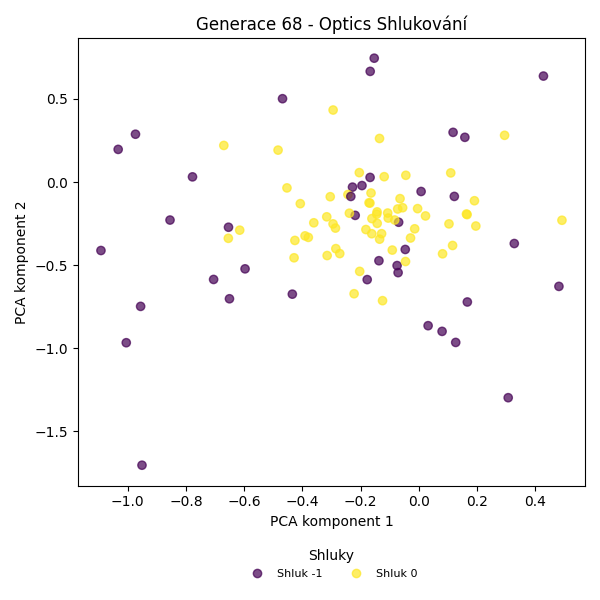 Generace 68 - Optics Shlukování
PCA komponent 2
0.5
0.0
−0.5
−1.0
−1.5
−1.0 −0.8 −0.6 −0.4 −0.2 0.0 0.2 0.4
PCA komponent 1
Shluky
Shluk -1 Shluk 0